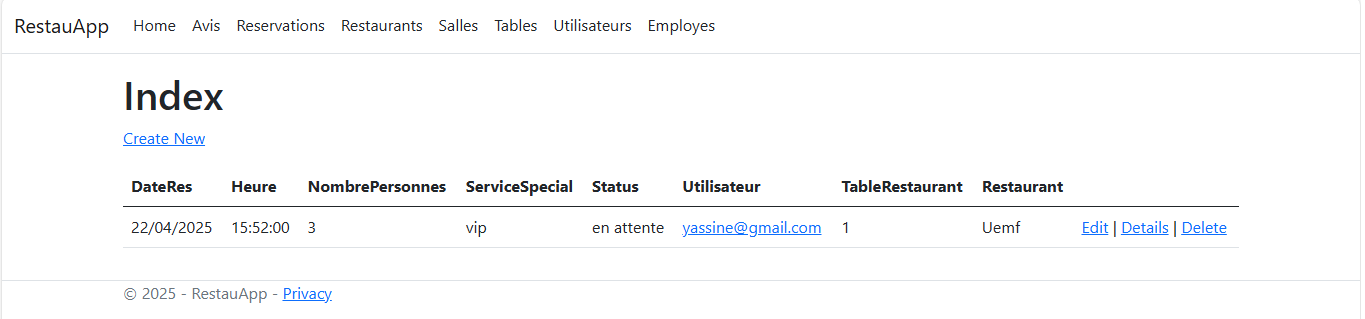 RestauApp Home Avis Reservations Restaurants Salles Tables Utilisateurs Employes
Index
Create New
DateRes Heure NombrePersonnes ServiceSpecial Status Utilisateur TableRestaurant Restaurant
22/04/2025 15:52:00 3 vip en attente yassine@gmail.com 1 Uemf Edit | Details | Delete
© 2025 - RestauApp - Privacy